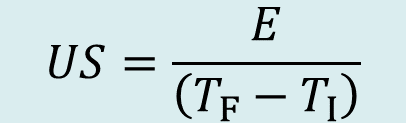 US = E / (T_F − T_I)